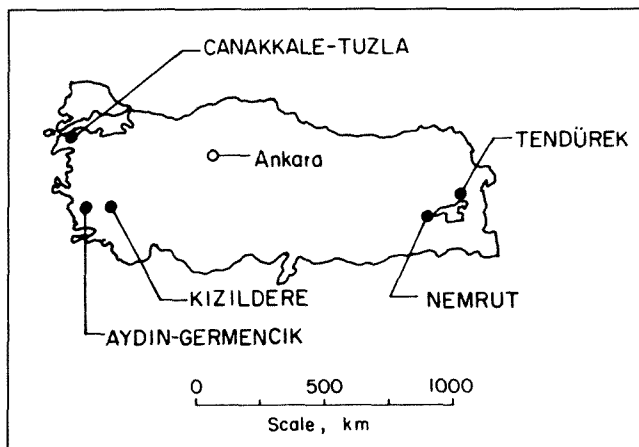 CANAKKALE-TUZLA
TENDÜREK
Ankara
KIZILDERE
NEMRUT
AYDIN-GERMENCIK
0 500 1000
Scale, km